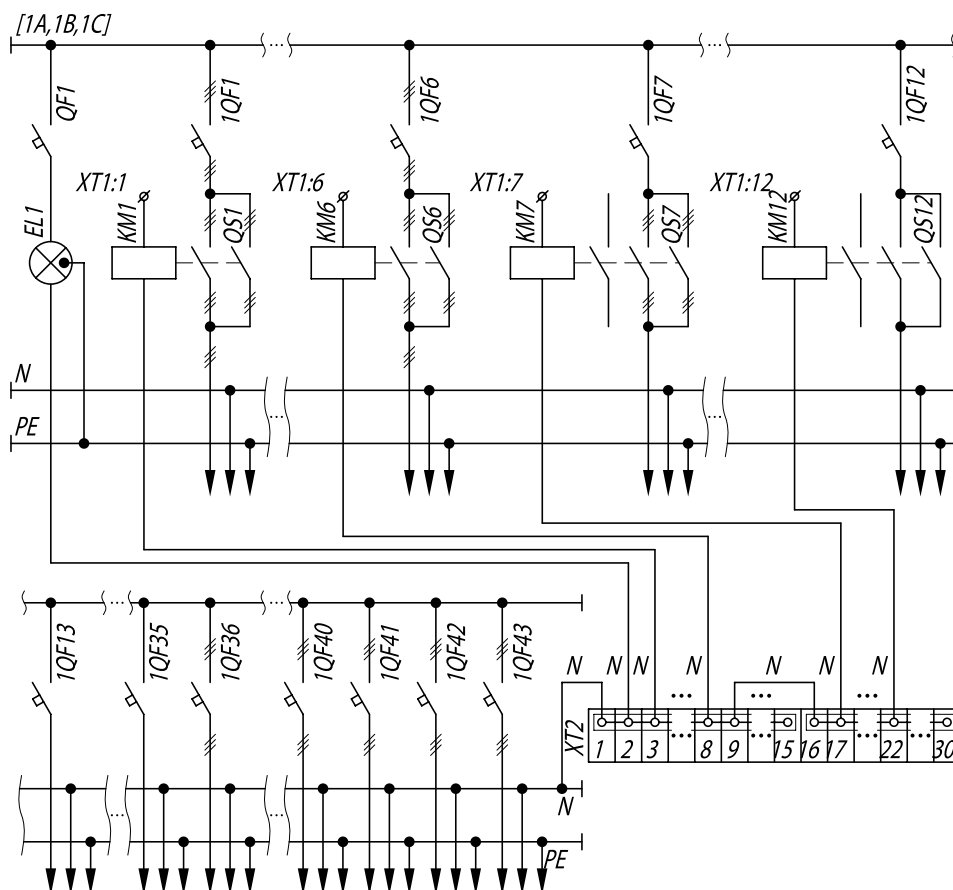 [1A,1B,1C]
... ... ...
QF1 1QF1 1QF6 1QF7 1QF12
XT1:1 XT1:6 XT1:7 XT1:12
EL1 KM1 QS1 KM6 QS6 KM7 QS7 KM12 QS12
N
... ...
PE
... ...
1QF13 1QF35 1QF36 1QF40 1QF41 1QF42 1QF43
N N N N N N N
... ... ...
XT2 1 2 3 ... 8 9 ... 15 16 17 ... 22 ... 30
N
... ...
PE